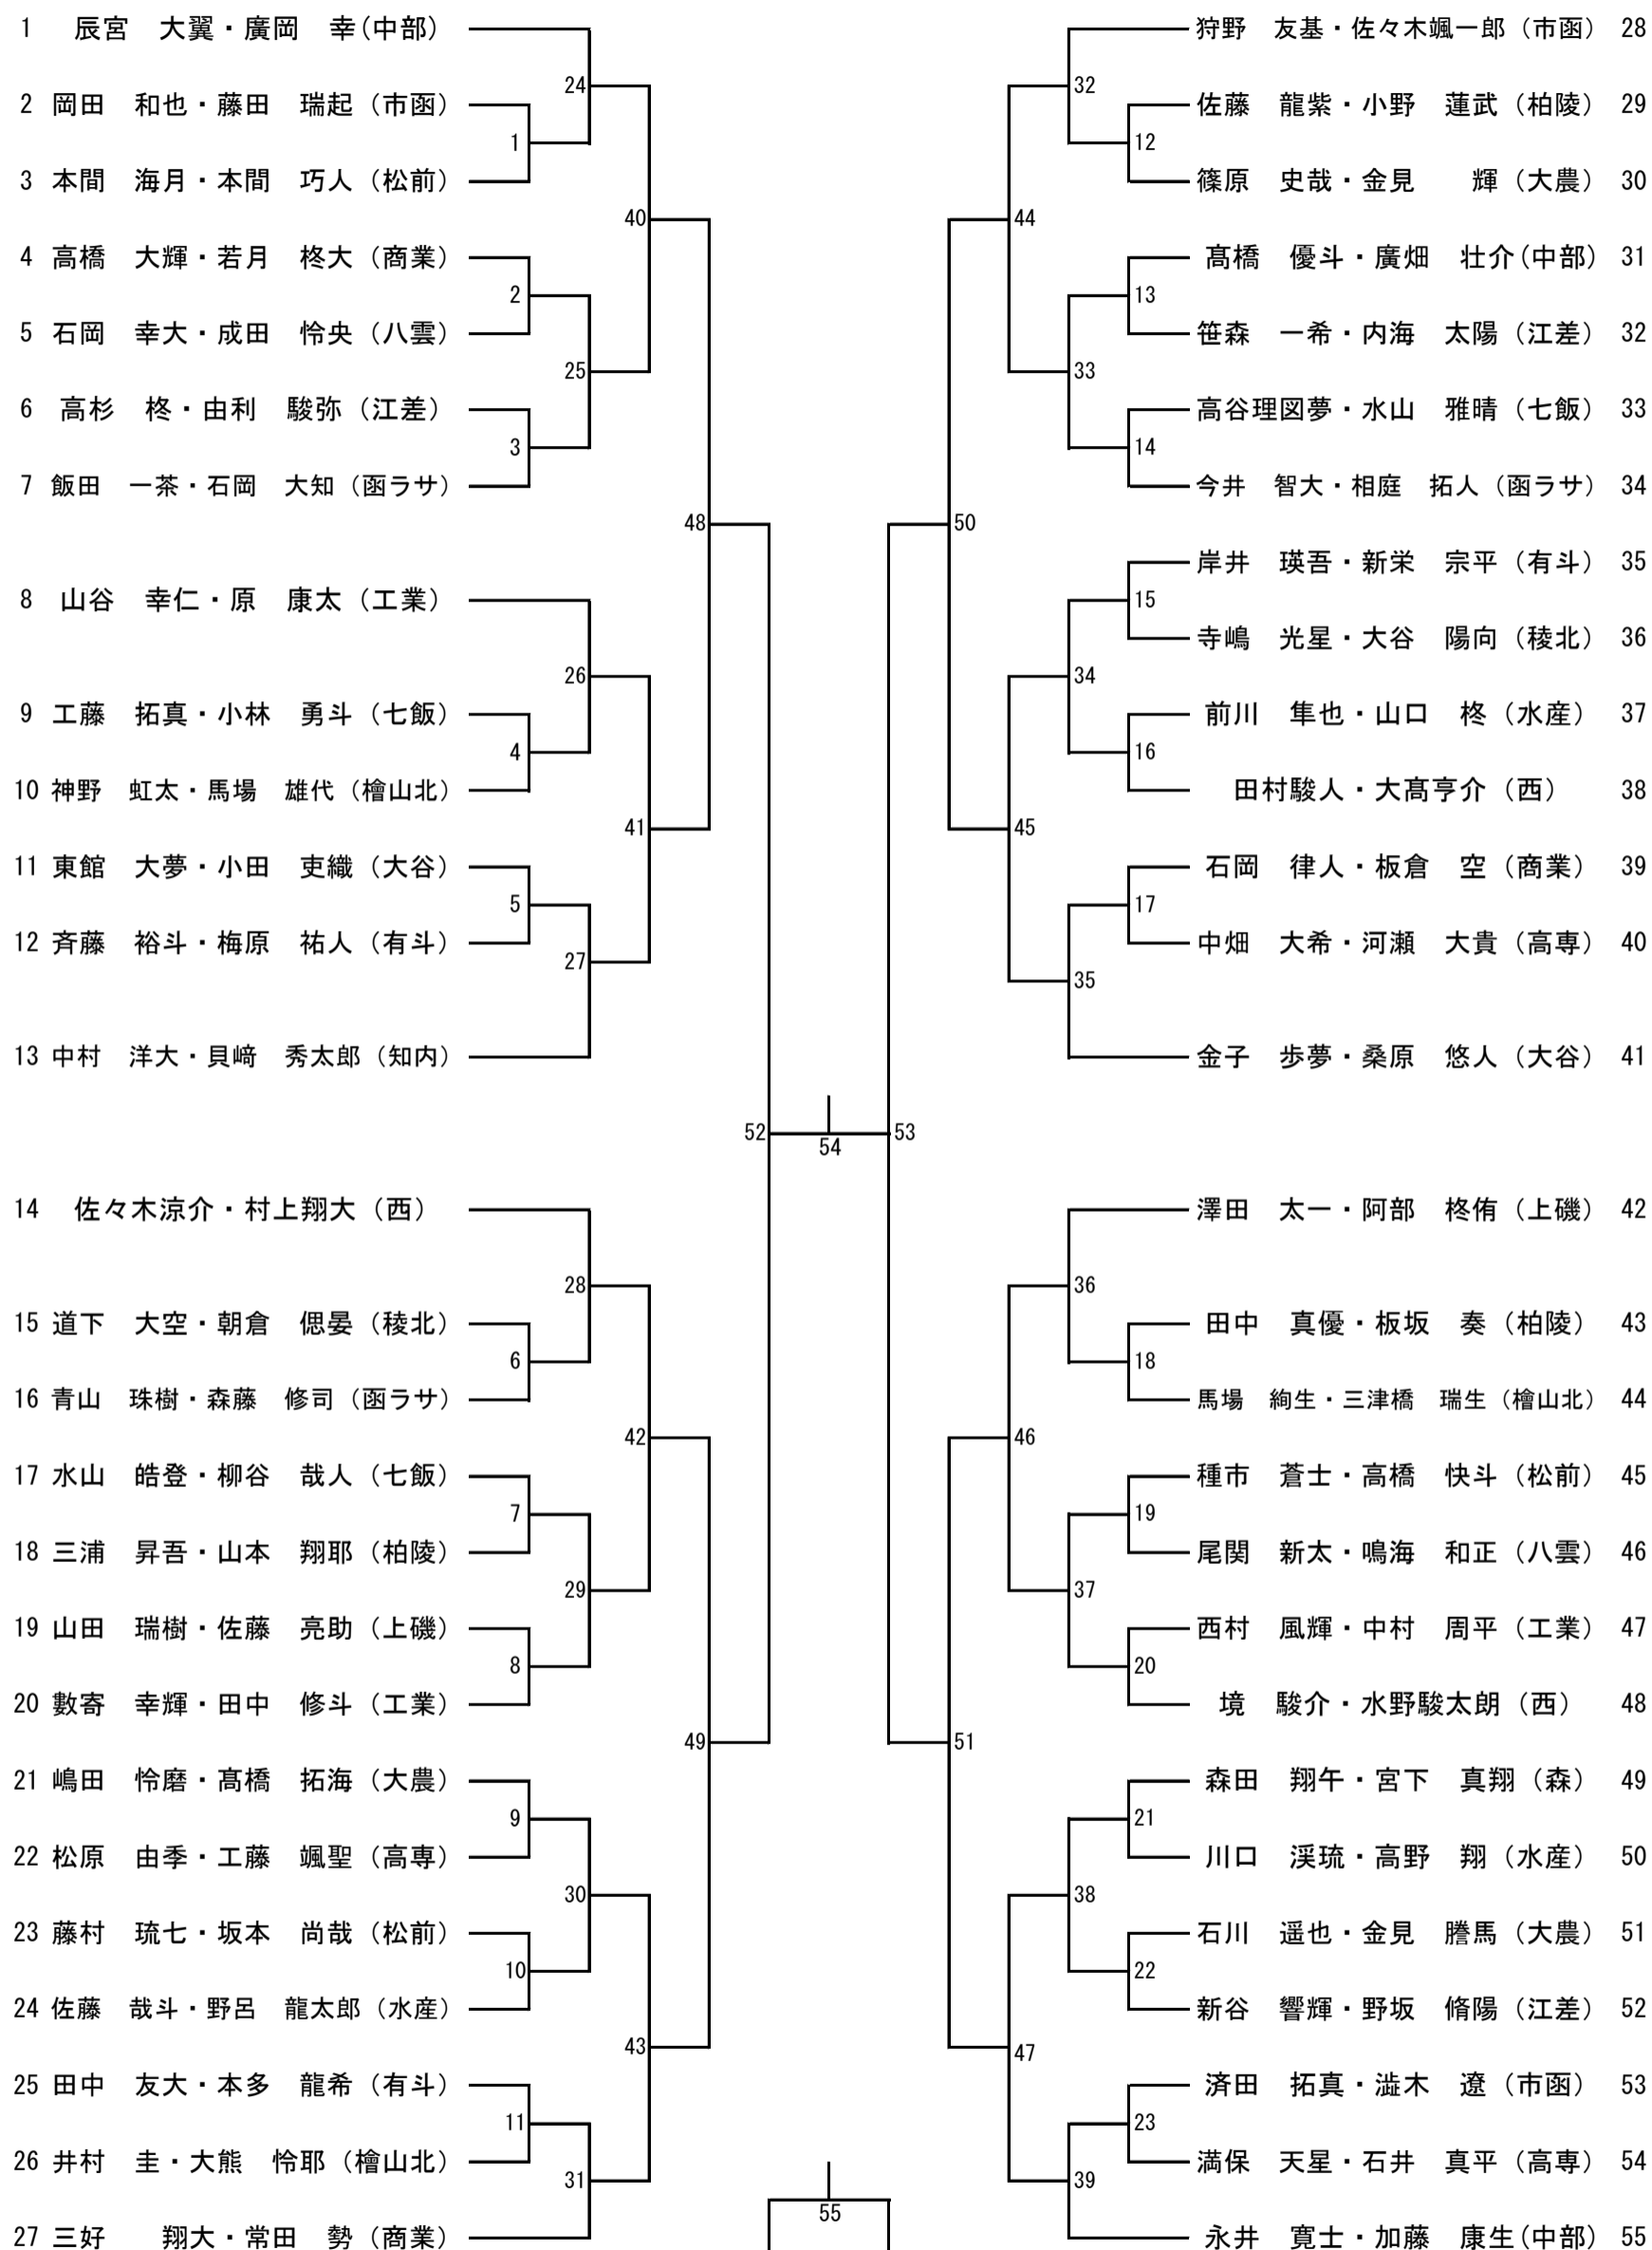 1 辰宮　大翼・廣岡　幸(中部)
24
2 岡田　和也・藤田　瑞起（市函）
1
3 本間　海月・本間　巧人（松前）
40
4 高橋　大輝・若月　柊大（商業）
2
5 石岡　幸大・成田　怜央（八雲）
25
6 高杉　柊・由利　駿弥（江差）
3
7 飯田　一茶・石岡　大知（函ラサ）
48
8 山谷　幸仁・原　康太（工業）
26
9 工藤　拓真・小林　勇斗（七飯）
4
10 神野　虹太・馬場　雄代（檜山北）
41
11 東館　大夢・小田　吏織（大谷）
5
12 斉藤　裕斗・梅原　祐人（有斗）
27
13 中村　洋大・貝﨑　秀太郎（知内）
52
54
53
14 佐々木涼介・村上翔大（西）
28
15 道下　大空・朝倉　偲晏（稜北）
6
16 青山　珠樹・森藤　修司（函ラサ）
42
17 水山　皓登・柳谷　哉人（七飯）
7
18 三浦　昇吾・山本　翔耶（柏陵）
29
19 山田　瑞樹・佐藤　亮助（上磯）
8
20 數寄　幸輝・田中　修斗（工業）
49
21 嶋田　怜磨・髙橋　拓海（大農）
9
22 松原　由季・工藤　颯聖（高専）
30
23 藤村　琉七・坂本　尚哉（松前）
10
24 佐藤　哉斗・野呂　龍太郎（水産）
43
25 田中　友大・本多　龍希（有斗）
11
26 井村　圭・大熊　怜耶（檜山北）
31
27 三好　　翔大・常田　勢（商業）
55
狩野　友基・佐々木颯一郎（市函） 28
32
佐藤　龍紫・小野　蓮武（柏陵） 29
12
篠原　史哉・金見　　輝（大農） 30
44
髙橋　優斗・廣畑　壮介(中部) 31
13
笹森　一希・内海　太陽（江差） 32
33
高谷理図夢・水山　雅晴（七飯） 33
14
今井　智大・相庭　拓人（函ラサ） 34
50
岸井　瑛吾・新栄　宗平（有斗） 35
15
寺嶋　光星・大谷　陽向（稜北） 36
34
前川　隼也・山口　柊（水産） 37
16
田村駿人・大髙亨介（西） 38
45
石岡　律人・板倉　空（商業） 39
17
中畑　大希・河瀬　大貴（高専） 40
35
金子　歩夢・桑原　悠人（大谷） 41
澤田　太一・阿部　柊侑（上磯） 42
36
田中　真優・板坂　奏（柏陵） 43
18
馬場　絢生・三津橋　瑞生（檜山北） 44
46
種市　蒼士・高橋　快斗（松前） 45
19
尾関　新太・鳴海　和正（八雲） 46
37
西村　風輝・中村　周平（工業） 47
20
境　駿介・水野駿太朗（西） 48
51
森田　翔午・宮下　真翔（森） 49
21
川口　渓琉・高野　翔（水産） 50
38
石川　遥也・金見　謄馬（大農） 51
22
新谷　響輝・野坂　脩陽（江差） 52
47
済田　拓真・澁木　遼（市函） 53
23
満保　天星・石井　真平（高専） 54
39
永井　寛士・加藤　康生(中部) 55